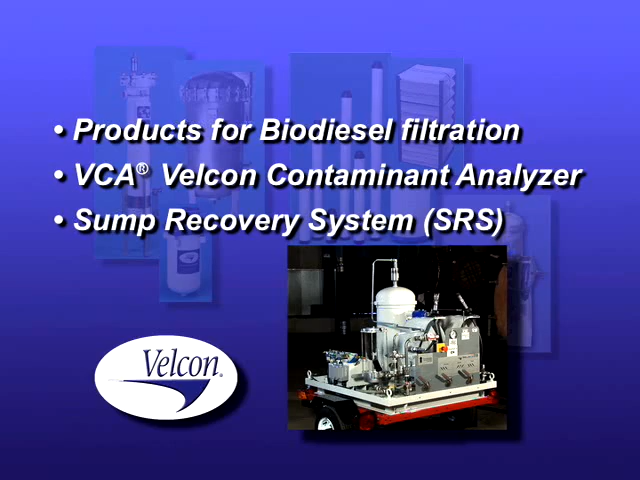 • Products for Biodiesel filtration
• VCA® Velcon Contaminant Analyzer
• Sump Recovery System (SRS)
Velcon®